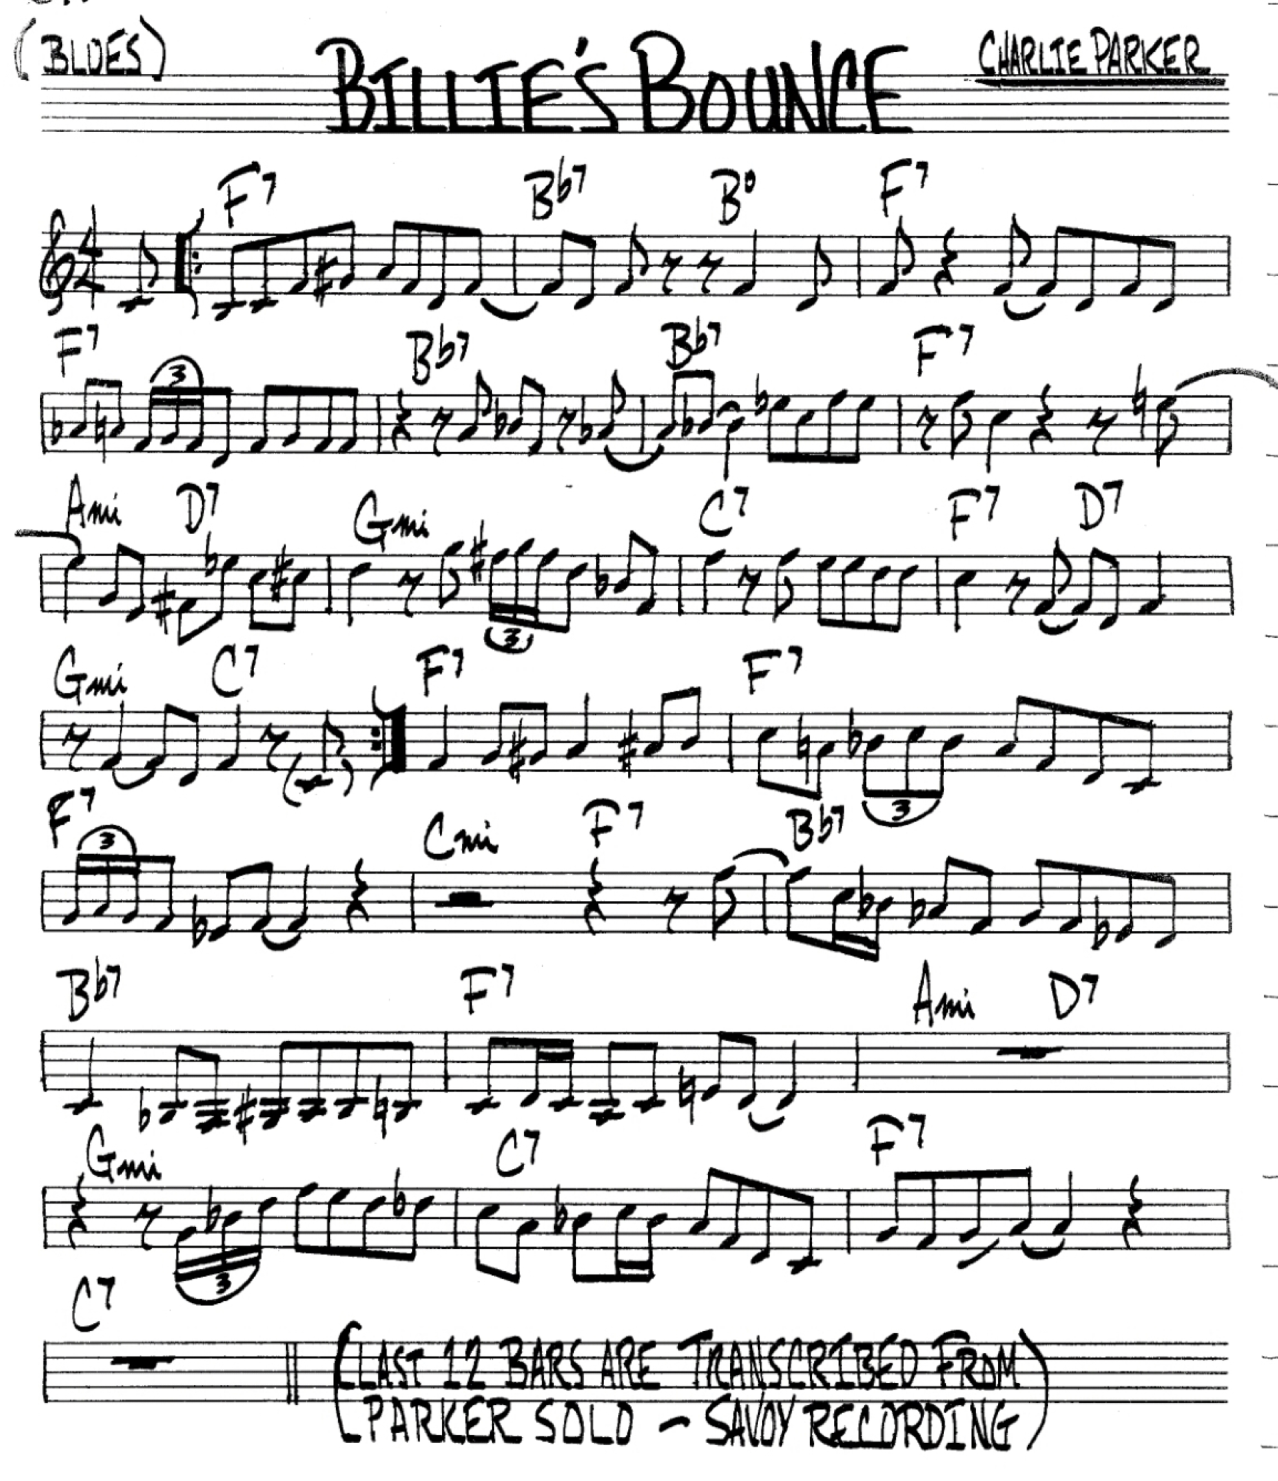 (BLUES)
BILLIE'S BOUNCE
CHARLIE PARKER
F7 Bb7 B° F7
4
4
F7 Bb7 Bb7 F7
3
Ami D7 Gmi C7 F7 D7
3
Gmi C7 F7 F7
3
F7 Cmi F7 Bb7
3
Bb7 F7 Ami D7
Gmi C7 F7
3
C7
(LAST 12 BARS ARE TRANSCRIBED FROM
PARKER SOLO – SAVOY RECORDING)